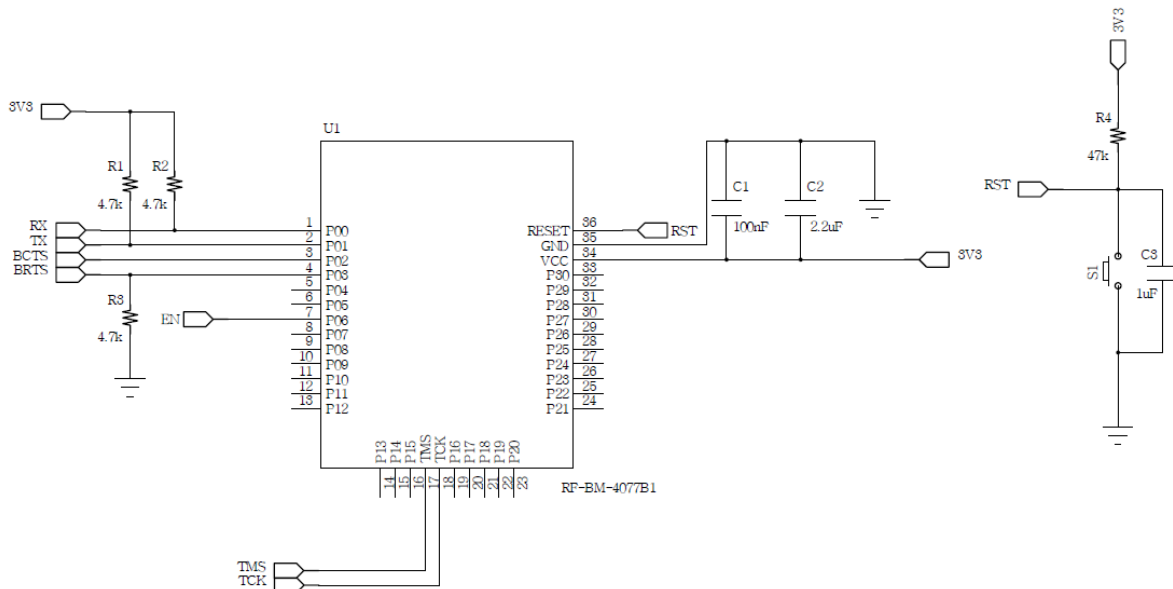 3V3
R1
4.7k
R2
4.7k
RX
TX
BCTS
BRTS
R3
4.7k
EN
U1
1 P00
2 P01
3 P02
4 P03
5 P04
6 P05
7 P06
8 P07
9 P08
10 P09
11 P10
12 P11
13 P12
P13 P14 P15 TMS TCK P16 P17 P18 P19 P20
14 15 16 17 18 19 20 21 22 23
RESET 36
GND 35
VCC 34
P30 33
P29 32
P28 31
P27 30
P26 29
P25 28
P24 27
P23 26
P22 25
P21 24
RF-BM-4077B1
TMS
TCK
RST
C1
100nF
C2
2.2uF
3V3
3V3
R4
47k
RST
S1
C3
1uF